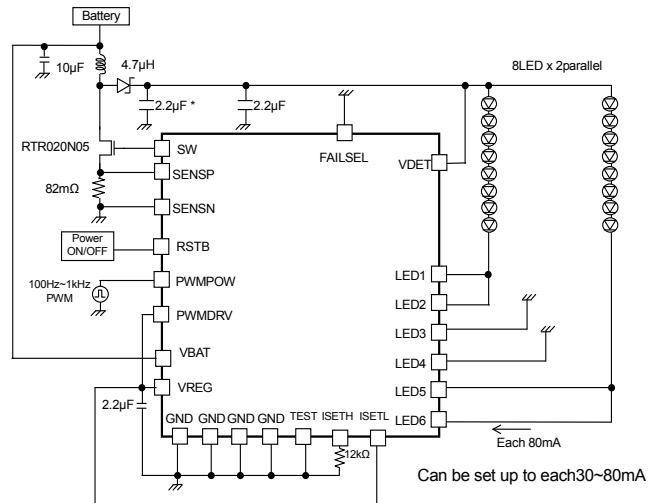 Battery
10µF
4.7µH
8LED x 2parallel
2.2µF *
2.2µF
RTR020N05
SW
FAILSEL
VDET
SENSP
82mΩ
SENSN
Power
ON/OFF
RSTB
LED1
100Hz~1kHz
PWM
PWMPOW
LED2
PWMDRV
LED3
VBAT
LED4
VREG
LED5
2.2µF
GND GND GND GND TEST ISETH ISETL
LED6
Each 80mA
12kΩ
Can be set up to each30~80mA